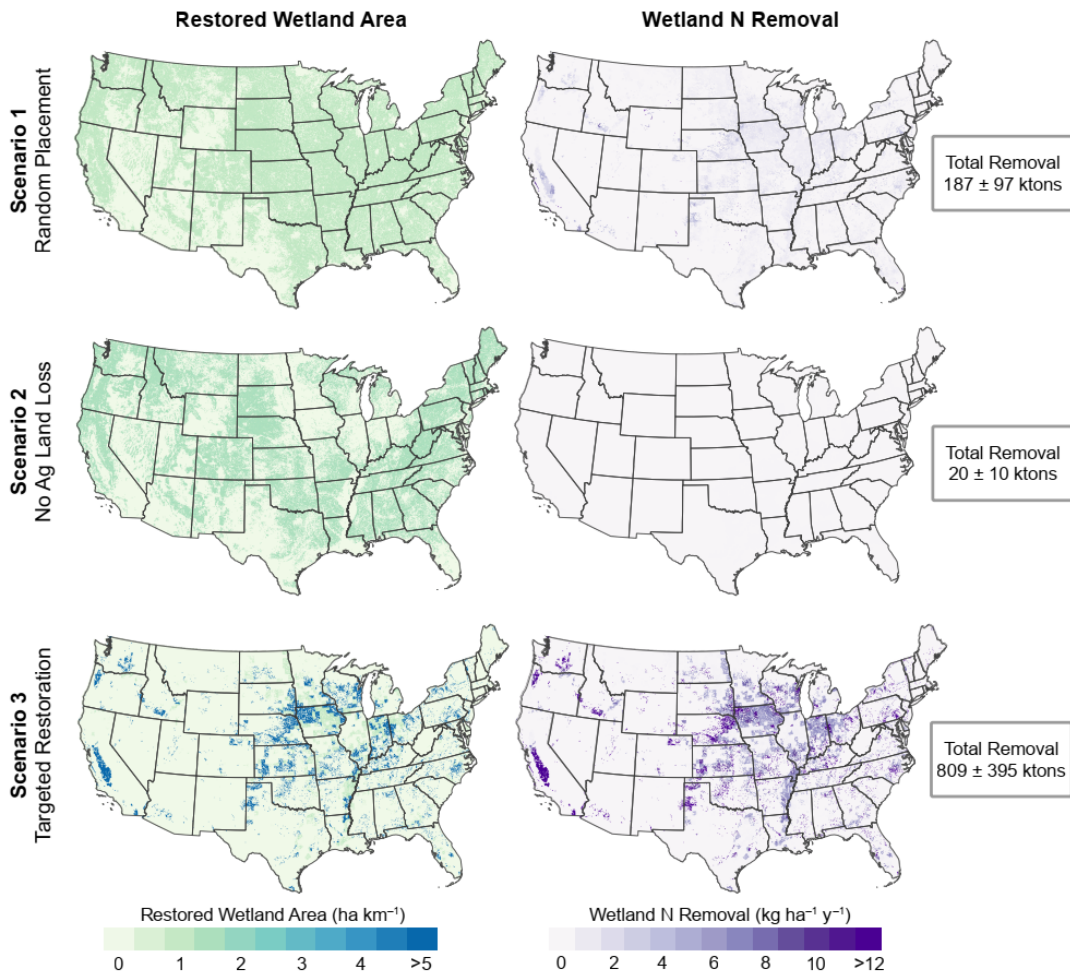 Restored Wetland Area
Wetland N Removal
Scenario 1
Random Placement
Total Removal
187 ± 97 ktons
Scenario 2
No Ag Land Loss
Total Removal
20 ± 10 ktons
Scenario 3
Targeted Restoration
Total Removal
809 ± 395 ktons
Restored Wetland Area (ha km⁻¹)
0 1 2 3 4 >5
Wetland N Removal (kg ha⁻¹ y⁻¹)
0 2 4 6 8 10 >12